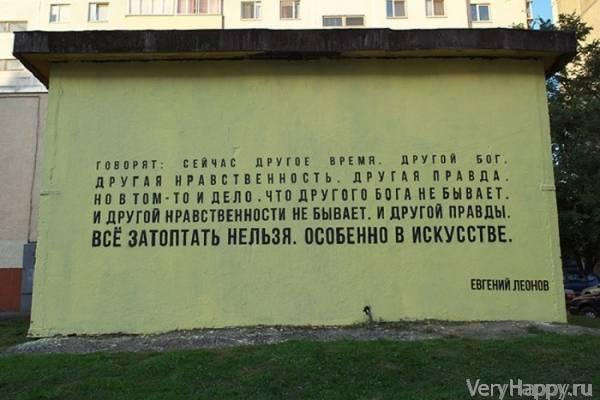 ГОВОРЯТ: СЕЙЧАС ДРУГОЕ ВРЕМЯ. ДРУГОЙ БОГ.
ДРУГАЯ НРАВСТВЕННОСТЬ. ДРУГАЯ ПРАВДА.
НО В ТОМ-ТО И ДЕЛО, ЧТО ДРУГОГО БОГА НЕ БЫВАЕТ.
И ДРУГОЙ НРАВСТВЕННОСТИ НЕ БЫВАЕТ. И ДРУГОЙ ПРАВДЫ.
ВСЁ ЗАТОПТАТЬ НЕЛЬЗЯ. ОСОБЕННО В ИСКУССТВЕ.
ЕВГЕНИЙ ЛЕОНОВ
VeryHappy.ru